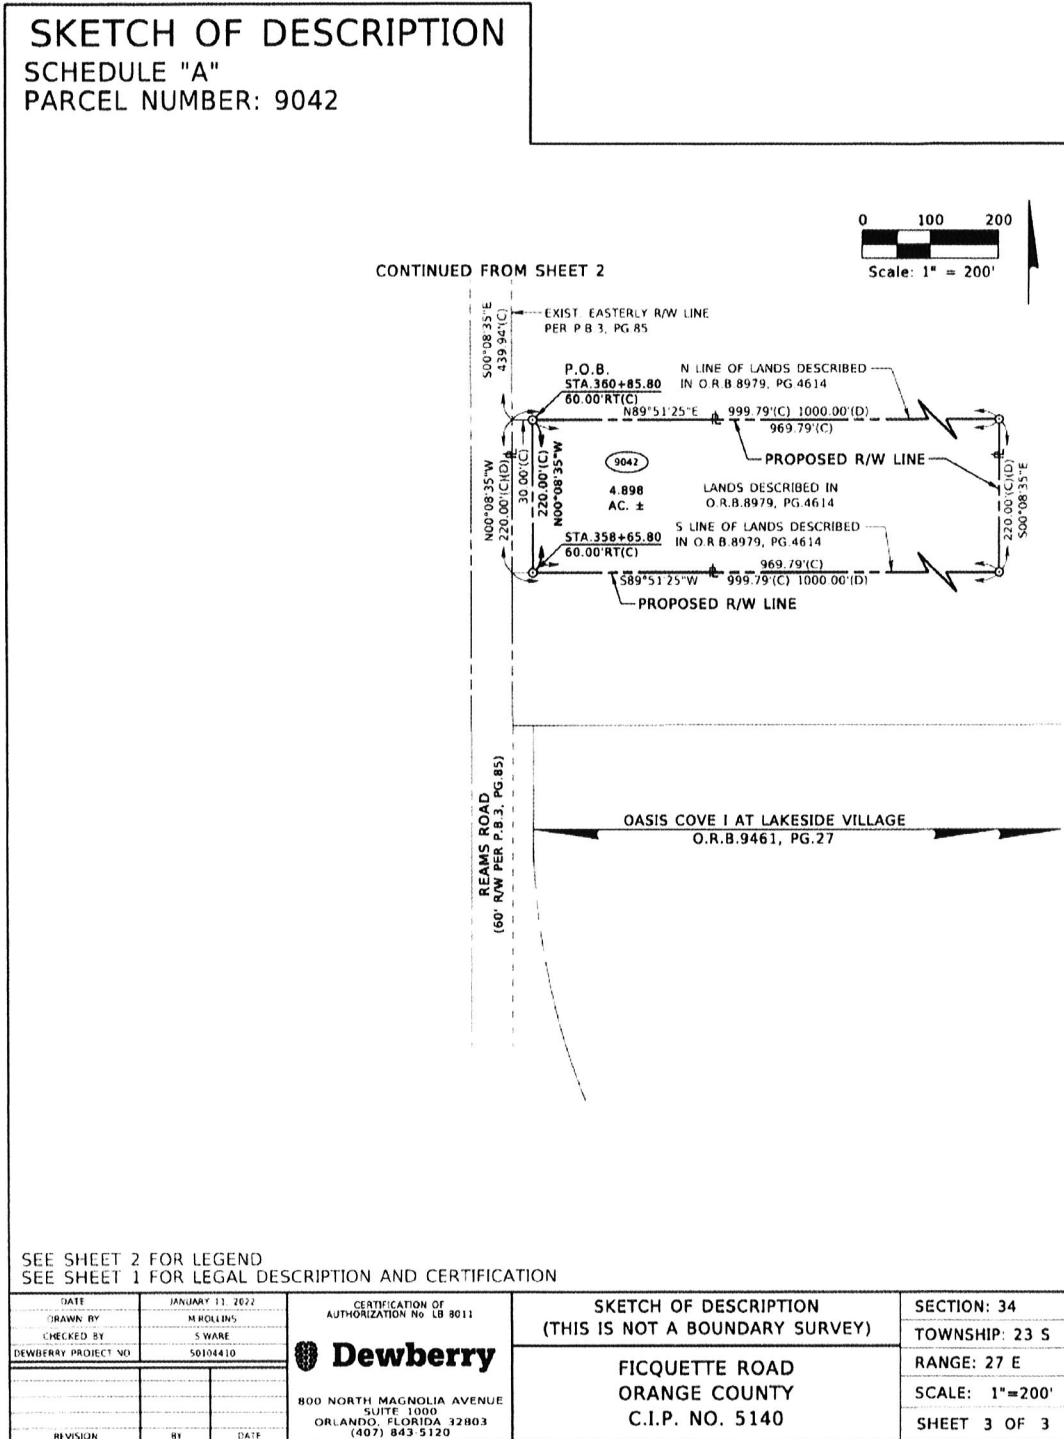 SKETCH OF DESCRIPTION
SCHEDULE "A"
PARCEL NUMBER: 9042
0 100 200
Scale: 1" = 200'
CONTINUED FROM SHEET 2
S00°08'35"E
439.94'(C)
EXIST. EASTERLY R/W LINE
PER P.B.3, PG.85
P.O.B.
STA.360+85.80
60.00'RT(C)
N LINE OF LANDS DESCRIBED
IN O.R.B.8979, PG.4614
N89°51'25"E
999.79'(C) 1000.00'(D)
969.79'(C)
PROPOSED R/W LINE
N00°08'35"W
220.00'(C)(D)
30.00'(C)
220.00'(C)
N00°08'35"W
9042
4.898
AC. ±
LANDS DESCRIBED IN
O.R.B.8979, PG.4614
220.00'(C)(D)
S00°08'35"E
STA.358+65.80
60.00'RT(C)
S LINE OF LANDS DESCRIBED
IN O.R.B.8979, PG.4614
969.79'(C)
S89°51'25"W
999.79'(C) 1000.00'(D)
PROPOSED R/W LINE
REAMS ROAD
(60' R/W PER P.B.3, PG.85)
OASIS COVE I AT LAKESIDE VILLAGE
O.R.B.9461, PG.27
SEE SHEET 2 FOR LEGEND
SEE SHEET 1 FOR LEGAL DESCRIPTION AND CERTIFICATION
DATE JANUARY 11, 2022
DRAWN BY M.ROLLINS
CHECKED BY S.WARE
DEWBERRY PROJECT NO 50104410
REVISION BY DATE
CERTIFICATION OF
AUTHORIZATION No LB 8011
Dewberry
800 NORTH MAGNOLIA AVENUE
SUITE 1000
ORLANDO, FLORIDA 32803
(407) 843-5120
SKETCH OF DESCRIPTION
(THIS IS NOT A BOUNDARY SURVEY)
FICQUETTE ROAD
ORANGE COUNTY
C.I.P. NO. 5140
SECTION: 34
TOWNSHIP: 23 S
RANGE: 27 E
SCALE: 1"=200'
SHEET 3 OF 3